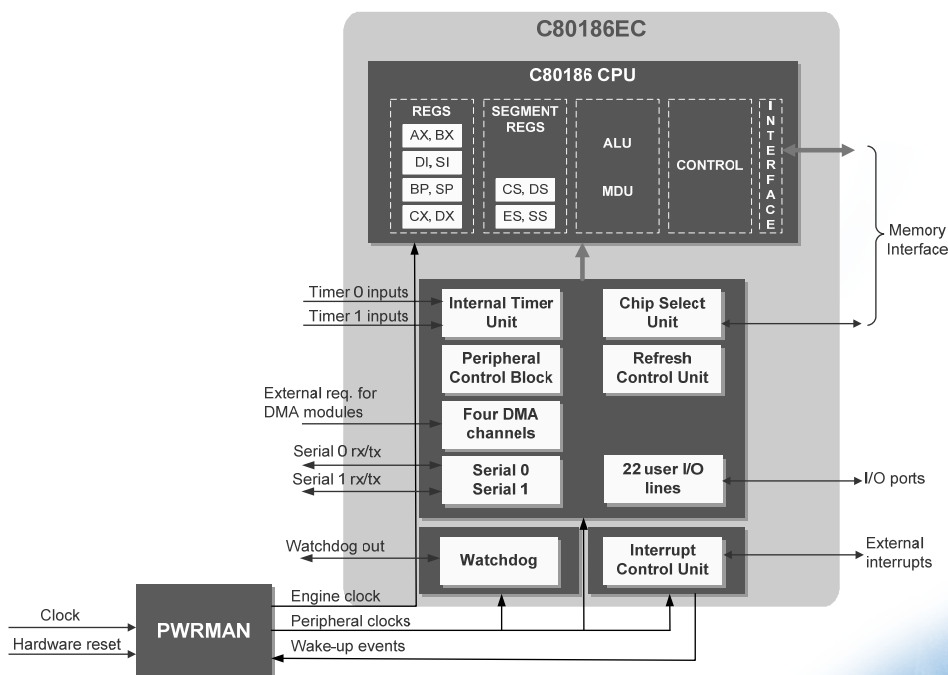 C80186EC
C80186 CPU
REGS
AX, BX
DI, SI
BP, SP
CX, DX
SEGMENT
REGS
CS, DS
ES, SS
ALU
MDU
CONTROL
INTERFACE
Memory
Interface
Timer 0 inputs
Timer 1 inputs
Internal Timer
Unit
Chip Select
Unit
Peripheral
Control Block
Refresh
Control Unit
External req. for
DMA modules
Four DMA
channels
Serial 0 rx/tx
Serial 1 rx/tx
Serial 0
Serial 1
22 user I/O
lines
I/O ports
Watchdog out
Watchdog
Interrupt
Control Unit
External
interrupts
Clock
Hardware reset
PWRMAN
Engine clock
Peripheral clocks
Wake-up events